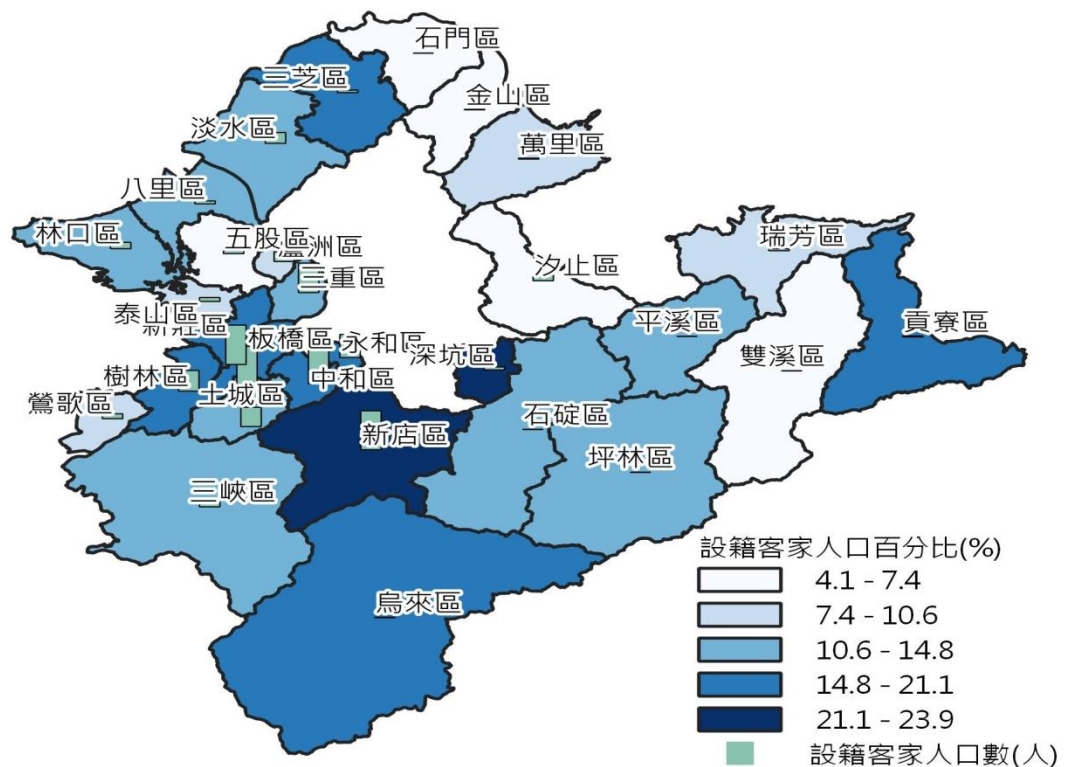 石門區
三芝區
金山區
淡水區
萬里區
八里區
林口區
五股區
蘆洲區
瑞芳區
汐止區
三重區
泰山區
新莊區
平溪區
貢寮區
板橋區
永和區
深坑區
雙溪區
樹林區
中和區
土城區
鶯歌區
石碇區
新店區
坪林區
三峽區
烏來區
設籍客家人口百分比(%)
4.1 - 7.4
7.4 - 10.6
10.6 - 14.8
14.8 - 21.1
21.1 - 23.9
設籍客家人口數(人)